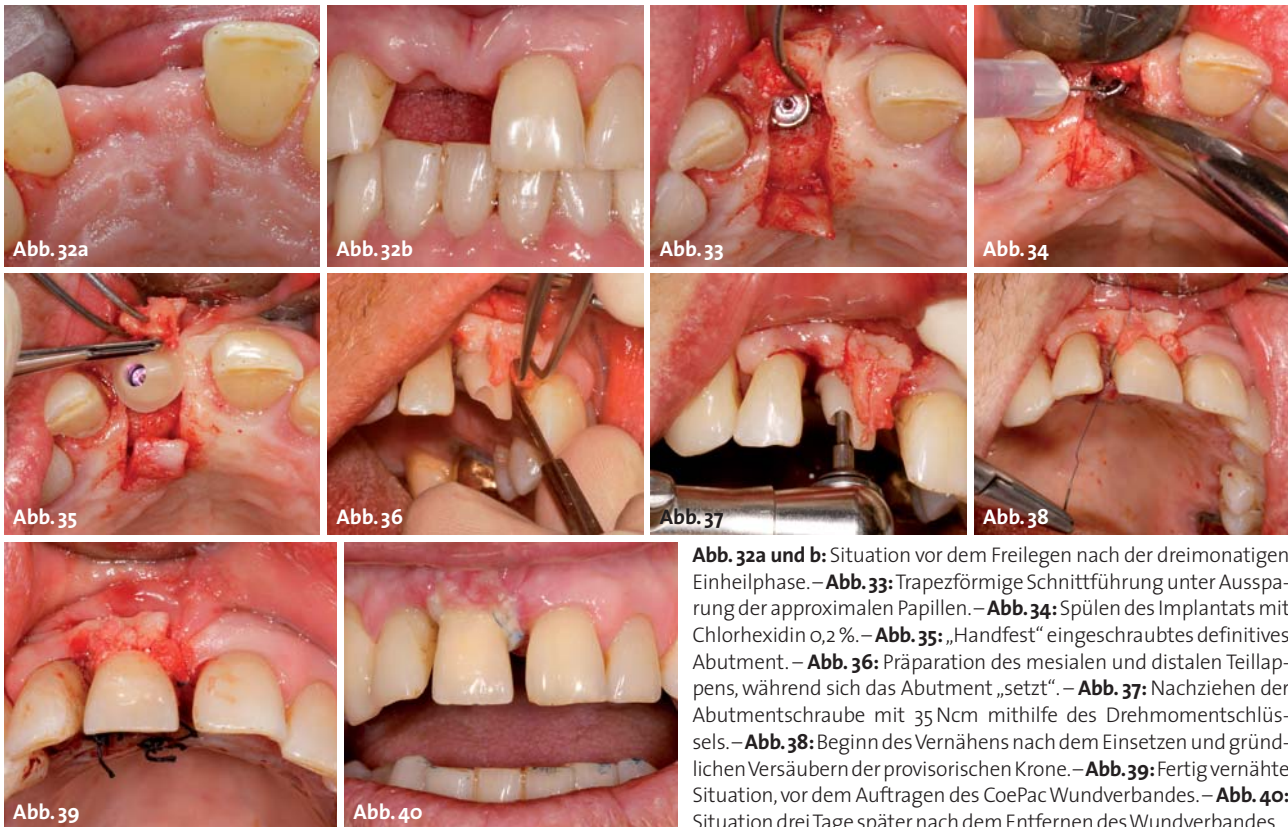 Abb. 32a
Abb. 32b
Abb. 33
Abb. 34
Abb. 35
Abb. 36
Abb. 37
Abb. 38
Abb. 39
Abb. 40
Abb. 32a und b: Situation vor dem Freilegen nach der dreimonatigen
Einheilphase. – Abb. 33: Trapezförmige Schnittführung unter Ausspa-
rung der approximalen Papillen. – Abb. 34: Spülen des Implantats mit
Chlorhexidin 0,2 %. – Abb. 35: „Handfest“ eingeschraubtes definitives
Abutment. – Abb. 36: Präparation des mesialen und distalen Teillap-
pens, während sich das Abutment „setzt“. – Abb. 37: Nachziehen der
Abutmentschraube mit 35 Ncm mithilfe des Drehmomentschlüs-
sels. – Abb. 38: Beginn des Vernähens nach dem Einsetzen und gründ-
lichen Versäubern der provisorischen Krone. – Abb. 39: Fertig vernähte
Situation, vor dem Auftragen des CoePac Wundverbandes. – Abb. 40:
Situation drei Tage später nach dem Entfernen des Wundverbandes.